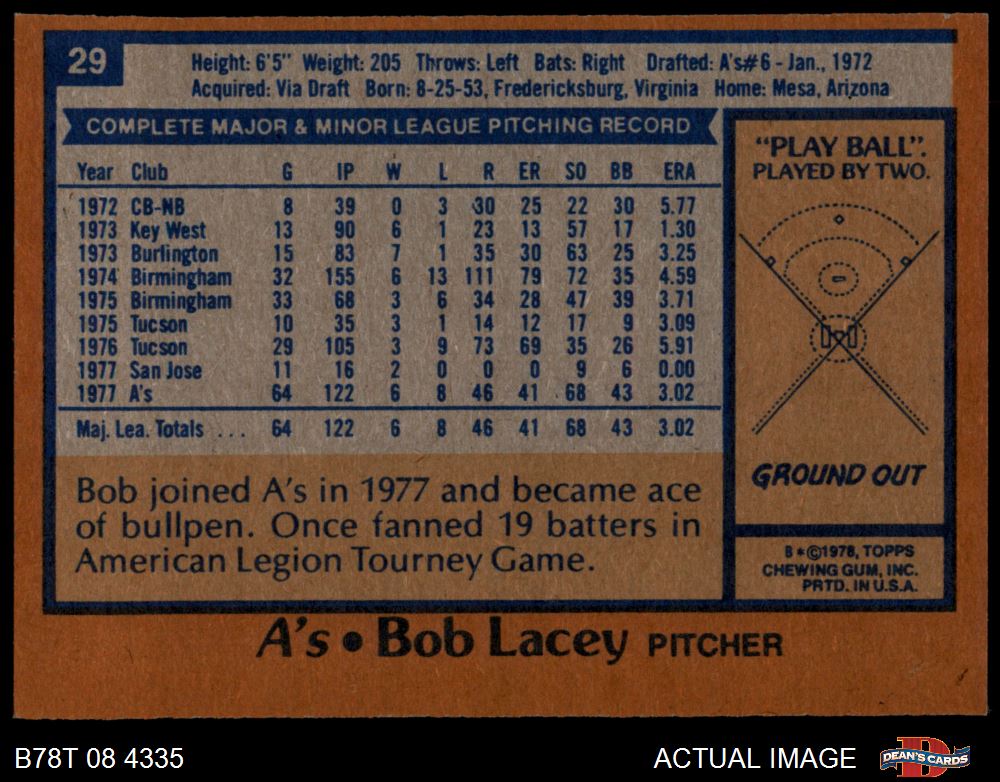 29
Height: 6'5" Weight: 205 Throws: Left Bats: Right Drafted: A's#6 - Jan., 1972
Acquired: Via Draft Born: 8-25-53, Fredericksburg, Virginia Home: Mesa, Arizona
COMPLETE MAJOR & MINOR LEAGUE PITCHING RECORD
Year Club G IP W L R ER SO BB ERA
1972 CB-NB 8 39 0 3 30 25 22 30 5.77
1973 Key West 13 90 6 1 23 13 57 17 1.30
1973 Burlington 15 83 7 1 35 30 63 25 3.25
1974 Birmingham 32 155 6 13 111 79 72 35 4.59
1975 Birmingham 33 68 3 6 34 28 47 39 3.71
1975 Tucson 10 35 3 1 14 12 17 9 3.09
1976 Tucson 29 105 3 9 73 69 35 26 5.91
1977 San Jose 11 16 2 0 0 0 9 6 0.00
1977 A's 64 122 6 8 46 41 68 43 3.02
Maj. Lea. Totals ... 64 122 6 8 46 41 68 43 3.02
Bob joined A's in 1977 and became ace
of bullpen. Once fanned 19 batters in
American Legion Tourney Game.
"PLAY BALL".
PLAYED BY TWO.
GROUND OUT
B*©1978, TOPPS
CHEWING GUM, INC.
PRTD. IN U.S.A.
A's • Bob Lacey PITCHER
B78T 08 4335
ACTUAL IMAGE
DEAN'S CARDS